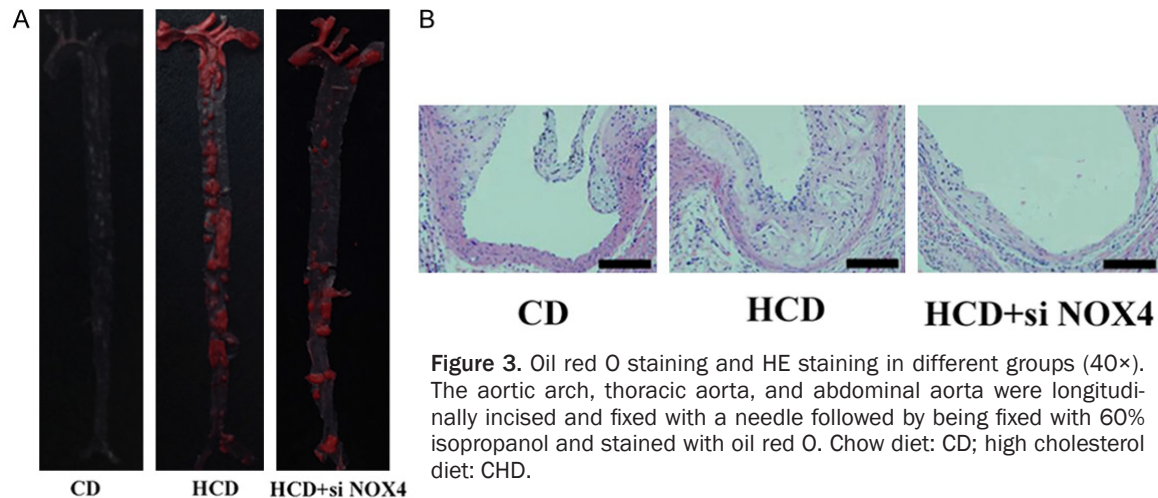 A
CD
HCD
HCD+si NOX4
B
CD
HCD
HCD+si NOX4
Figure 3. Oil red O staining and HE staining in different groups (40×).
The aortic arch, thoracic aorta, and abdominal aorta were longitudi-
nally incised and fixed with a needle followed by being fixed with 60%
isopropanol and stained with oil red O. Chow diet: CD; high cholesterol
diet: CHD.